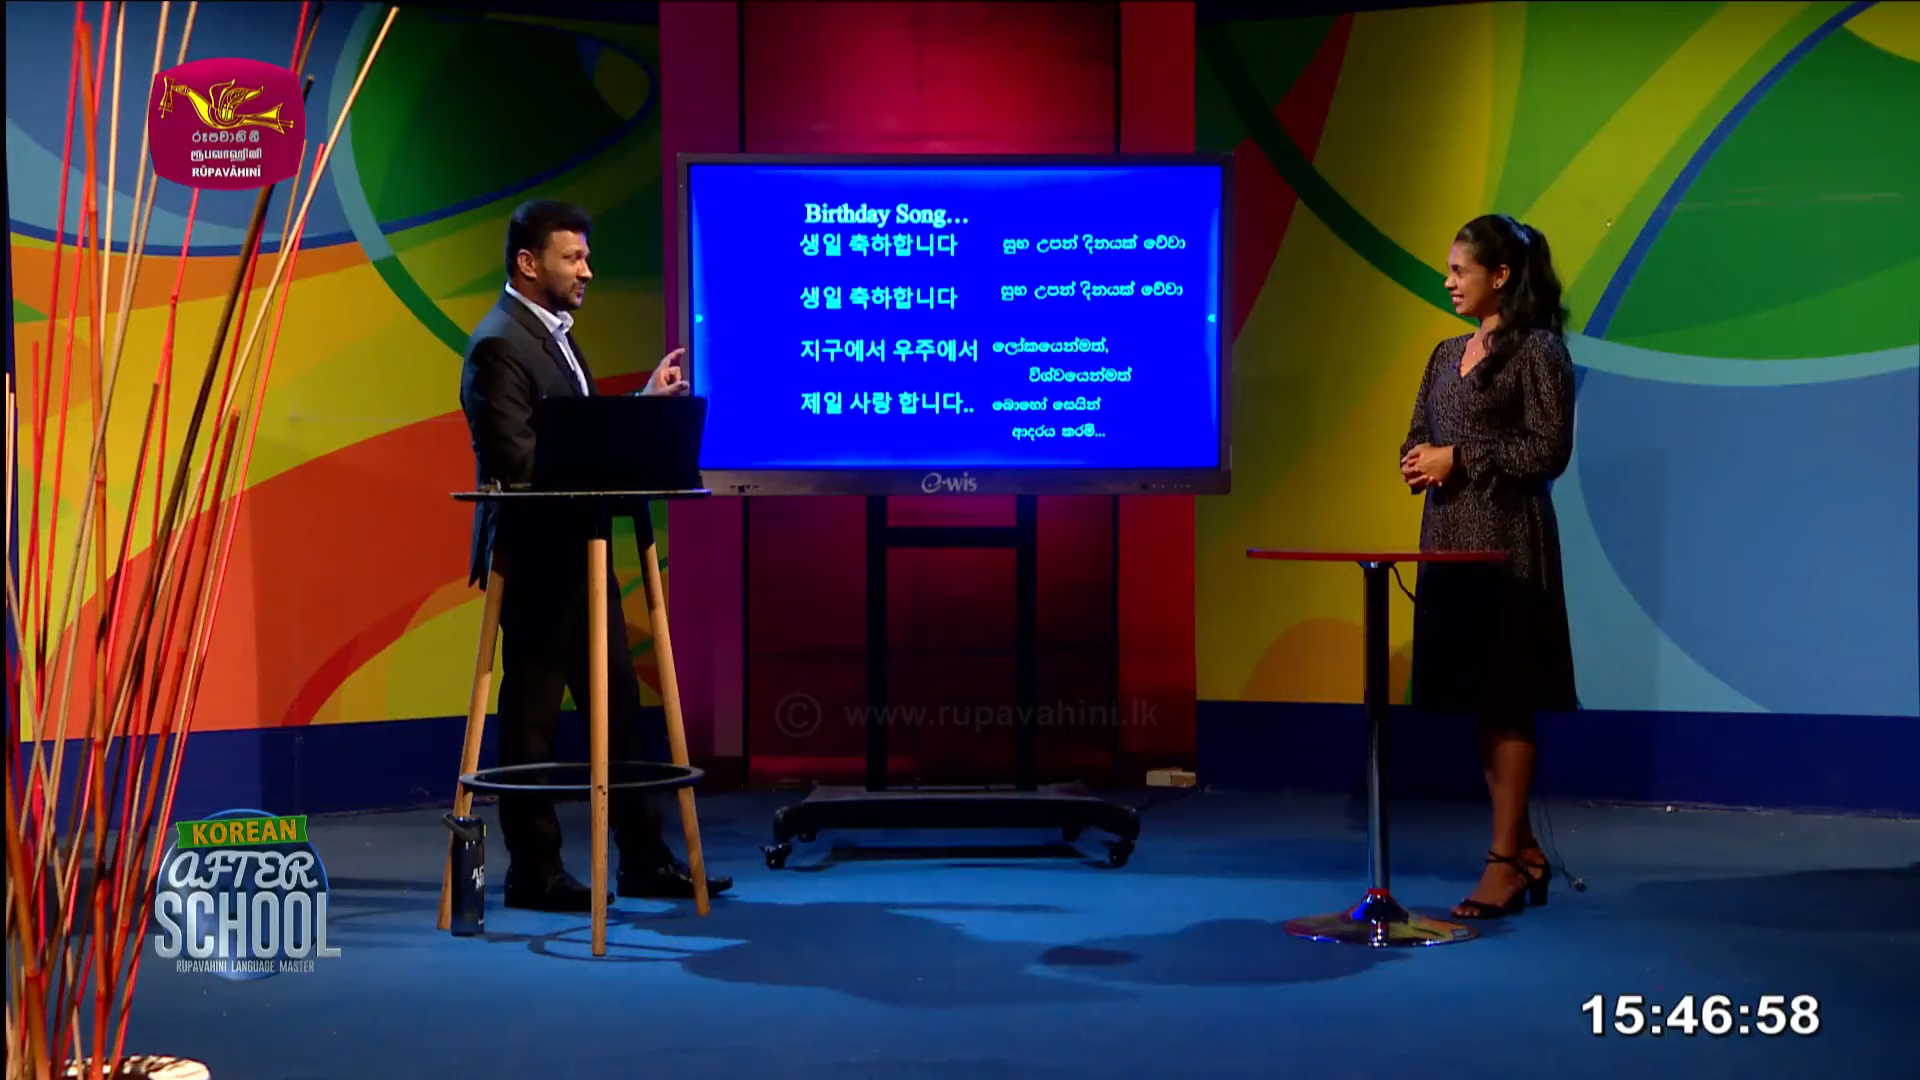 රූපවාහිනී
ரூபவாஹினி
RŪPAVĀHINĪ
Birthday Song...
생일 축하합니다 සුභ උපන් දිනයක් වේවා
생일 축하합니다 සුභ උපන් දිනයක් වේවා
지구에서 우주에서 ලෝකයෙන්මත්,
විශ්වයෙන්මත්
제일 사랑 합니다.. බොහෝ සෙයින්
ආදරය කරමි...
e-wis
© www.rupavahini.lk
KOREAN
AFTER
SCHOOL
RUPAVAHINI LANGUAGE MASTER
15:46:58